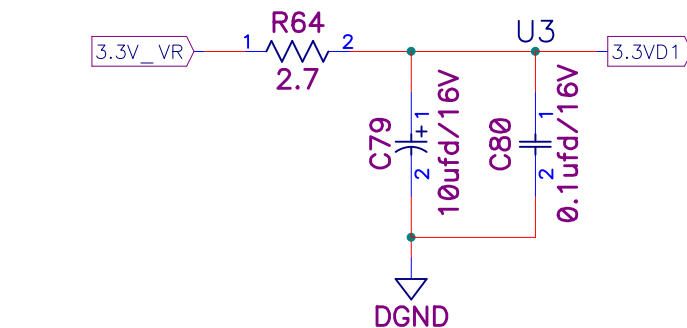 R64
U3
3.3V_VR
1
2
3.3VD1
2.7
C79
+
1
2
10ufd/16V
C80
1
2
0.1ufd/16V
DGND